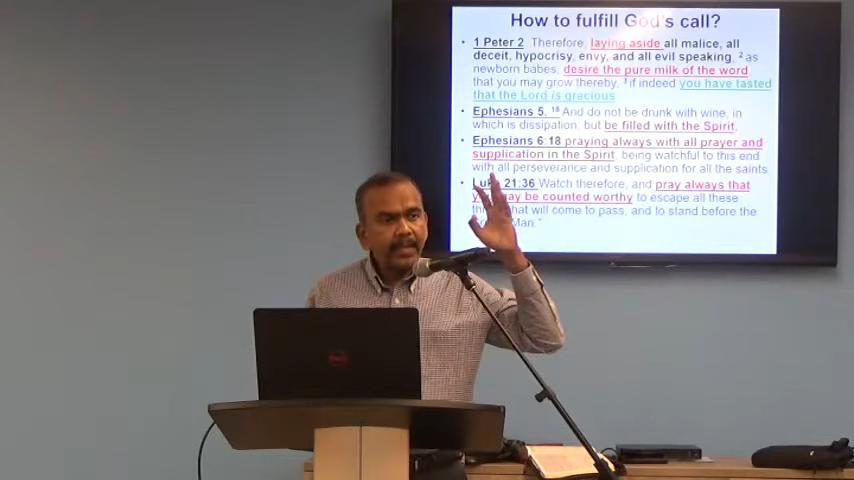 How to fulfill God's call?
• 1 Peter 2 Therefore, laying aside all malice, all
deceit, hypocrisy, envy, and all evil speaking, 2 as
newborn babes, desire the pure milk of the word,
that you may grow thereby, 3 if indeed you have tasted
that the Lord is gracious
• Ephesians 5, 18 And do not be drunk with wine, in
which is dissipation, but be filled with the Spirit,
• Ephesians 6:18 praying always with all prayer and
supplication in the Spirit, being watchful to this end
with all perseverance and supplication for all the saints
• Luke 21:36 Watch therefore, and pray always that
may be counted worthy to escape all these
that will come to pass, and to stand before the
Man."
DELL